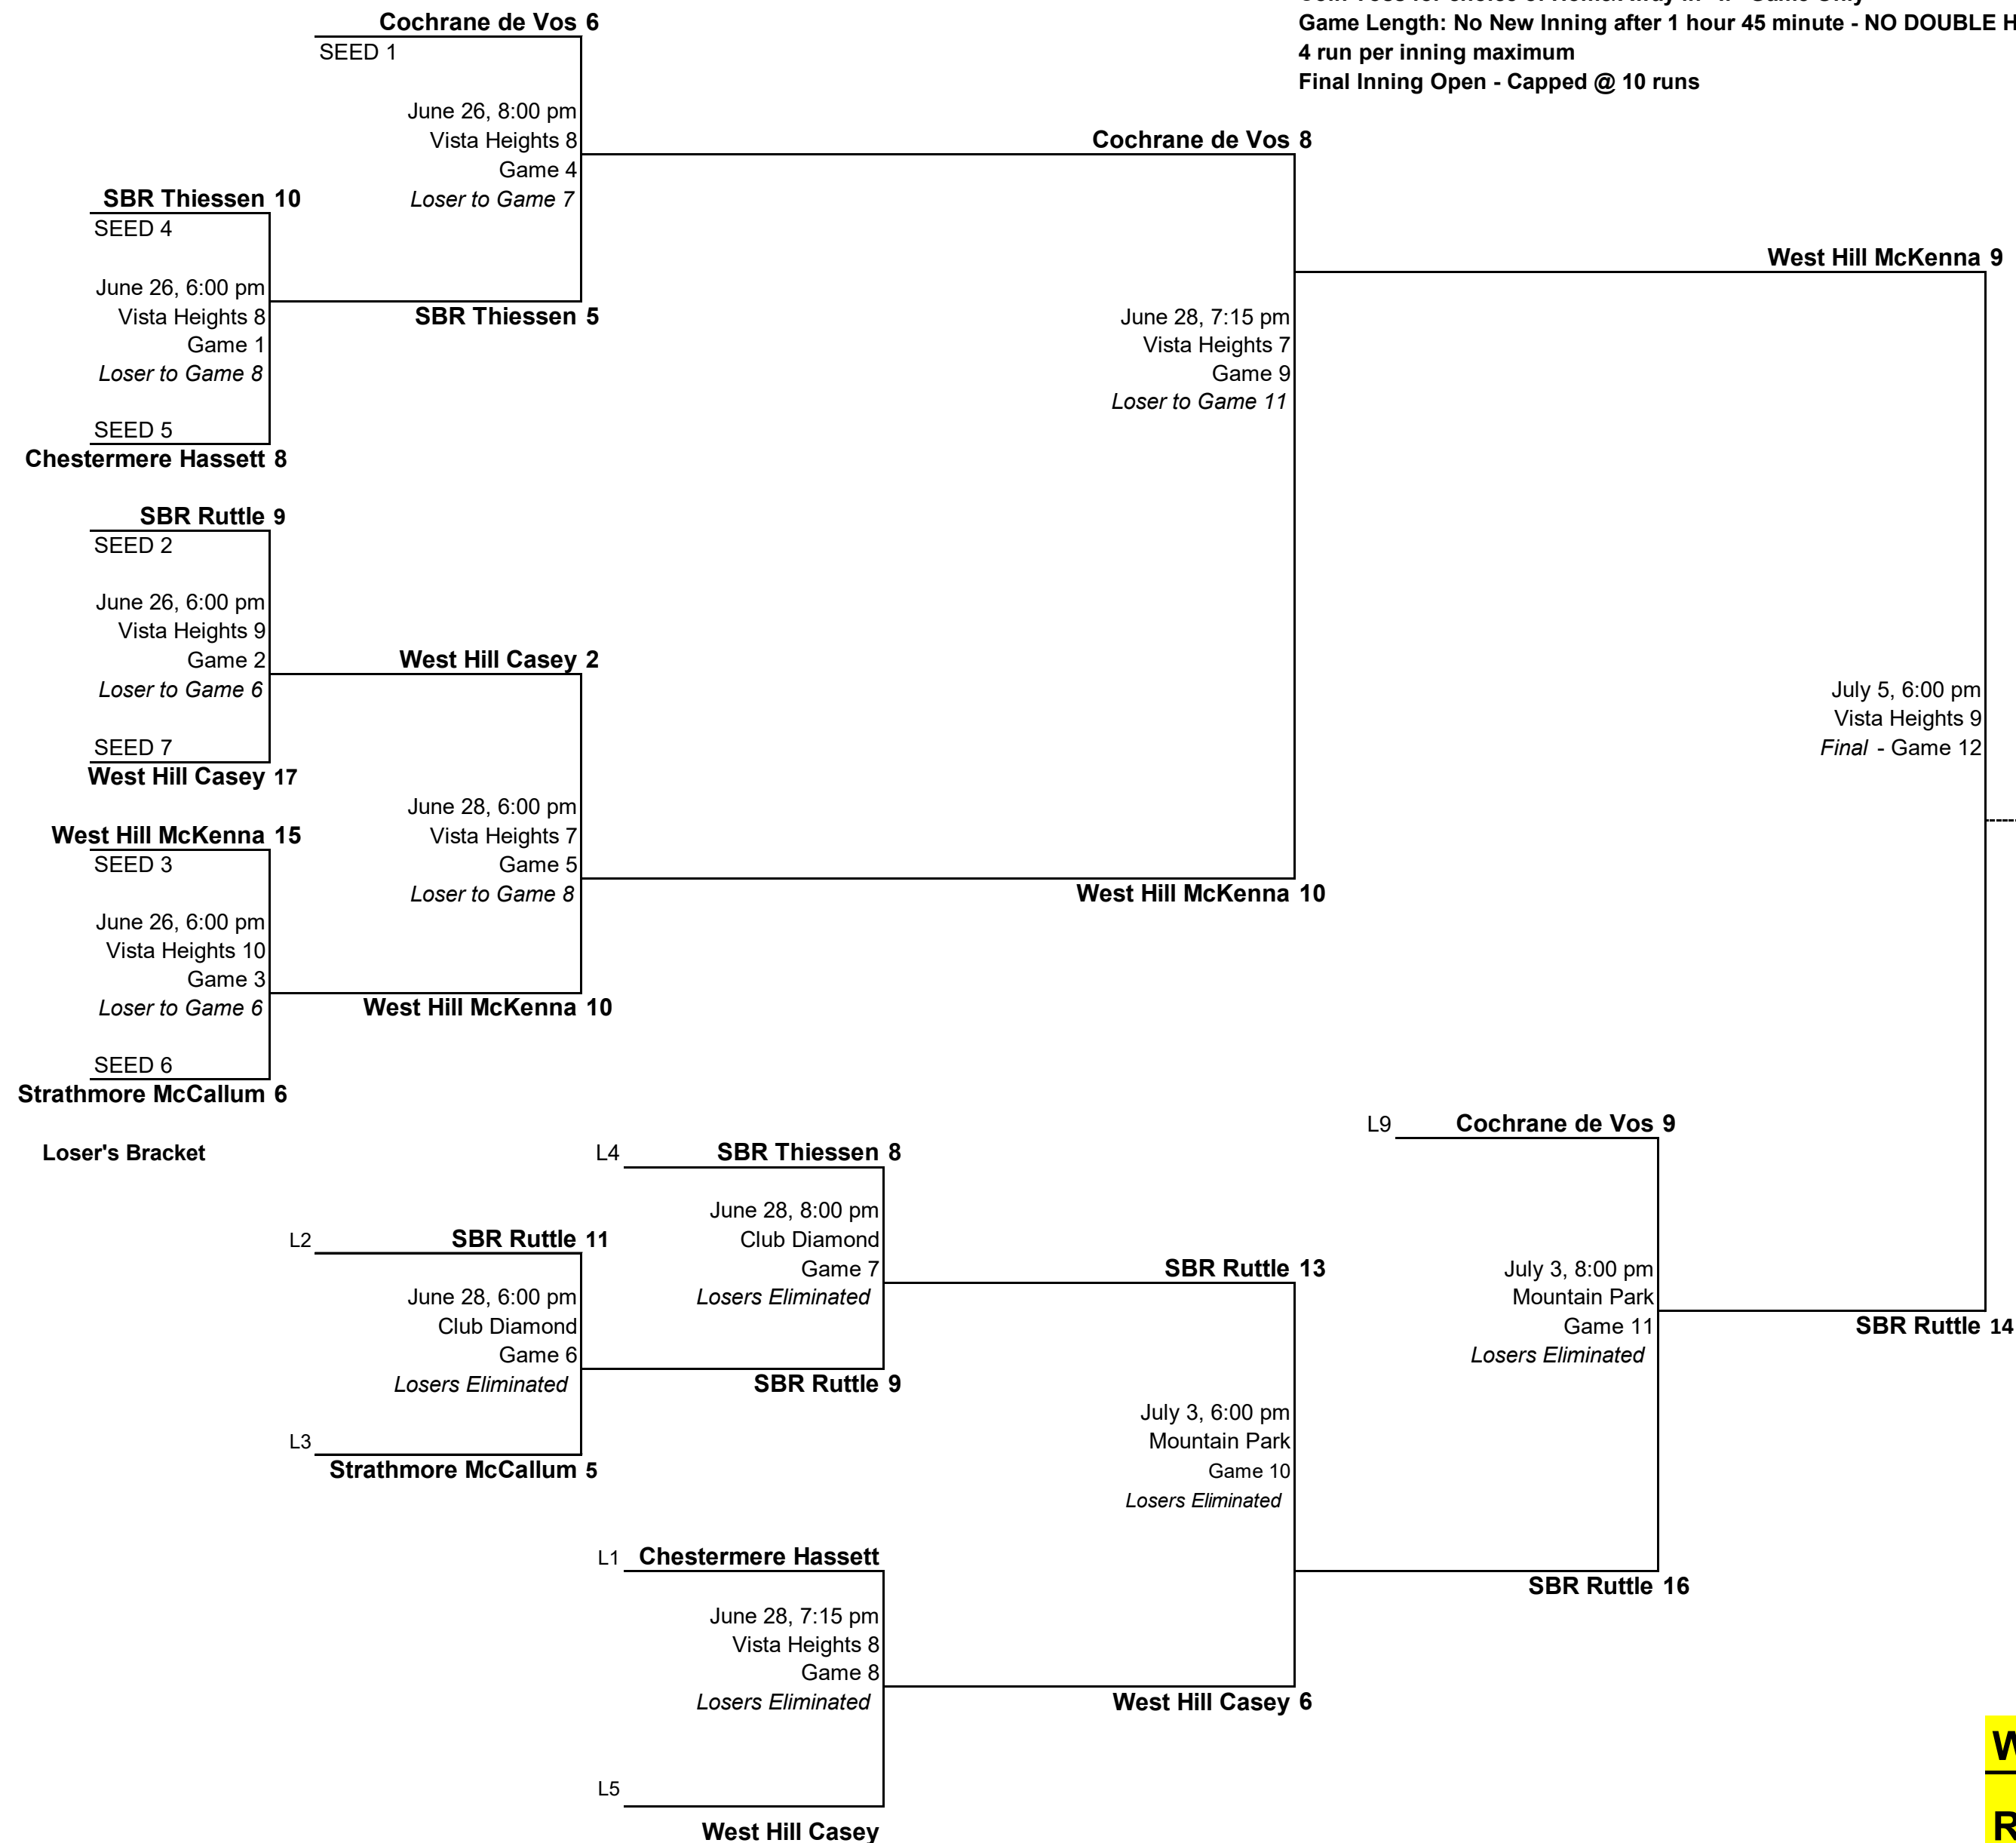 Cochrane de Vos 6
SEED 1
Game Length: No New Inning after 1 hour 45 minute - NO DOUBLE H
4 run per inning maximum
Final Inning Open - Capped @ 10 runs
June 26, 8:00 pm
Vista Heights 8
Game 4
Loser to Game 7
Cochrane de Vos 8
SBR Thiessen 10
SEED 4
June 26, 6:00 pm
Vista Heights 8
Game 1
Loser to Game 8
SEED 5
Chestermere Hassett 8
SBR Thiessen 5
June 28, 7:15 pm
Vista Heights 7
Game 9
Loser to Game 11
West Hill McKenna 9
SBR Ruttle 9
SEED 2
June 26, 6:00 pm
Vista Heights 9
Game 2
Loser to Game 6
SEED 7
West Hill Casey 17
West Hill Casey 2
June 28, 6:00 pm
Vista Heights 7
Game 5
Loser to Game 8
July 5, 6:00 pm
Vista Heights 9
Final - Game 12
West Hill McKenna 15
SEED 3
June 26, 6:00 pm
Vista Heights 10
Game 3
Loser to Game 6
SEED 6
Strathmore McCallum 6
West Hill McKenna 10
West Hill McKenna 10
Loser's Bracket
L4
SBR Thiessen 8
June 28, 8:00 pm
Club Diamond
Game 7
Losers Eliminated
SBR Ruttle 9
L9
Cochrane de Vos 9
L2
SBR Ruttle 11
June 28, 6:00 pm
Club Diamond
Game 6
Losers Eliminated
L3
Strathmore McCallum 5
SBR Ruttle 13
July 3, 6:00 pm
Mountain Park
Game 10
Losers Eliminated
July 3, 8:00 pm
Mountain Park
Game 11
Losers Eliminated
SBR Ruttle 14
L1
Chestermere Hassett
June 28, 7:15 pm
Vista Heights 8
Game 8
Losers Eliminated
L5
West Hill Casey
West Hill Casey 6
SBR Ruttle 16
W
R